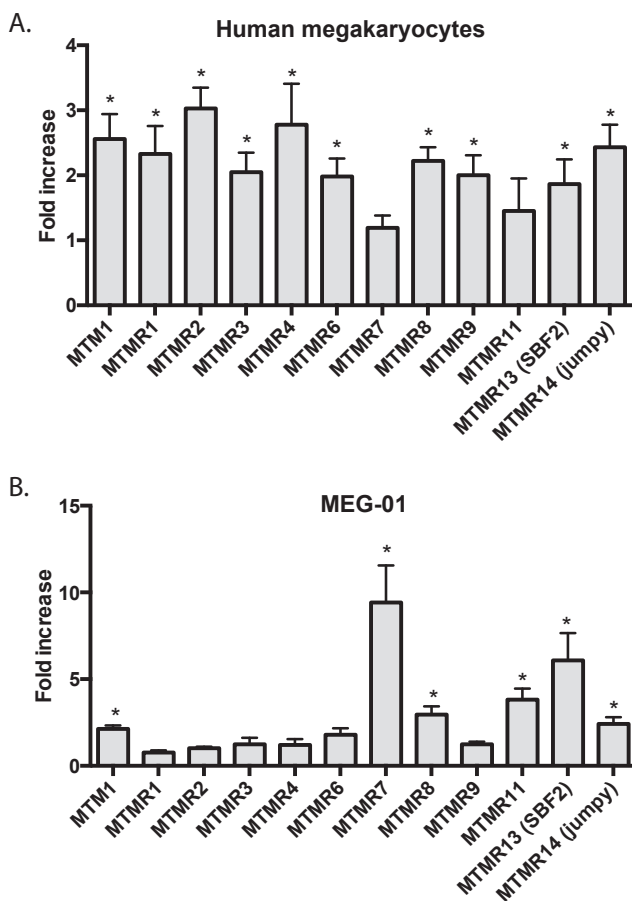 A.
Human megakaryocytes
Fold increase
4
3
2
1
0
* * * * * * * * * *
MTM1
MTMR1
MTMR2
MTMR3
MTMR4
MTMR6
MTMR7
MTMR8
MTMR9
MTMR11
MTMR13 (SBF2)
MTMR14 (jumpy)
B.
MEG-01
Fold increase
15
10
5
0
* * * * * *
MTM1
MTMR1
MTMR2
MTMR3
MTMR4
MTMR6
MTMR7
MTMR8
MTMR9
MTMR11
MTMR13 (SBF2)
MTMR14 (jumpy)